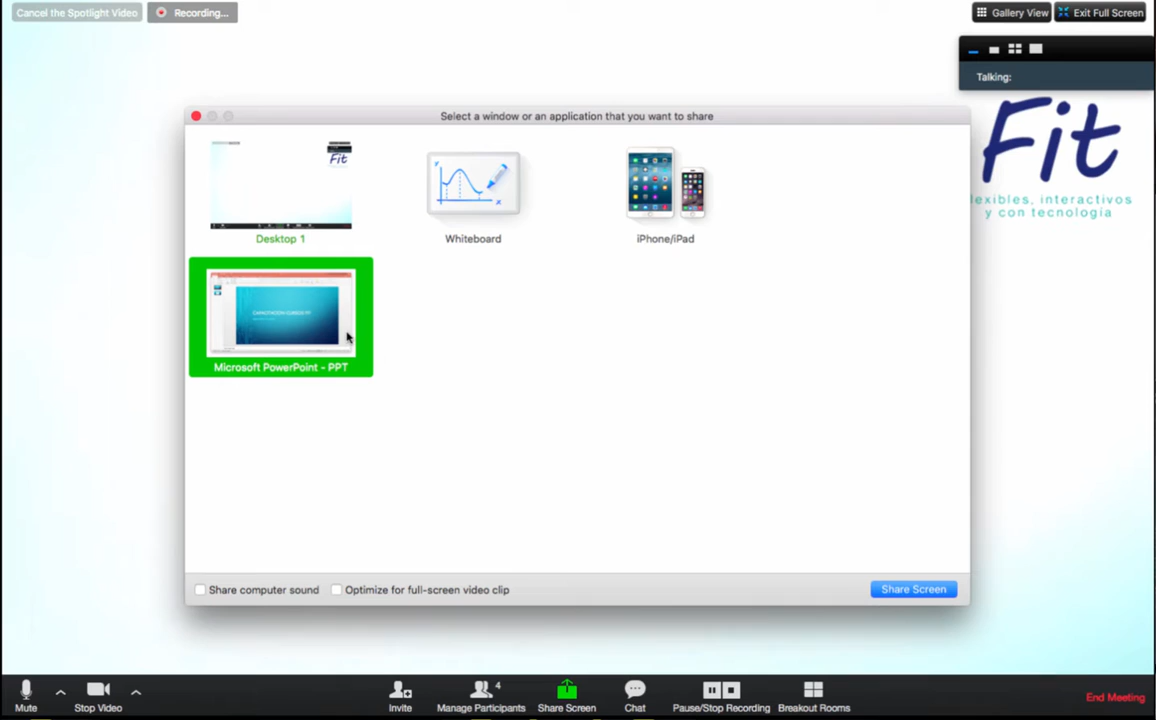 Cancel the Spotlight Video
Recording...
Gallery View
Exit Full Screen
Talking:
Fit
lexibles, interactivos
y con tecnología
Select a window or an application that you want to share
Fit
Desktop 1
Whiteboard
iPhone/iPad
Microsoft PowerPoint - PPT
Share computer sound
Optimize for full-screen video clip
Share Screen
Mute
Stop Video
Invite
4
Manage Participants
Share Screen
Chat
Pause/Stop Recording
Breakout Rooms
End Meeting